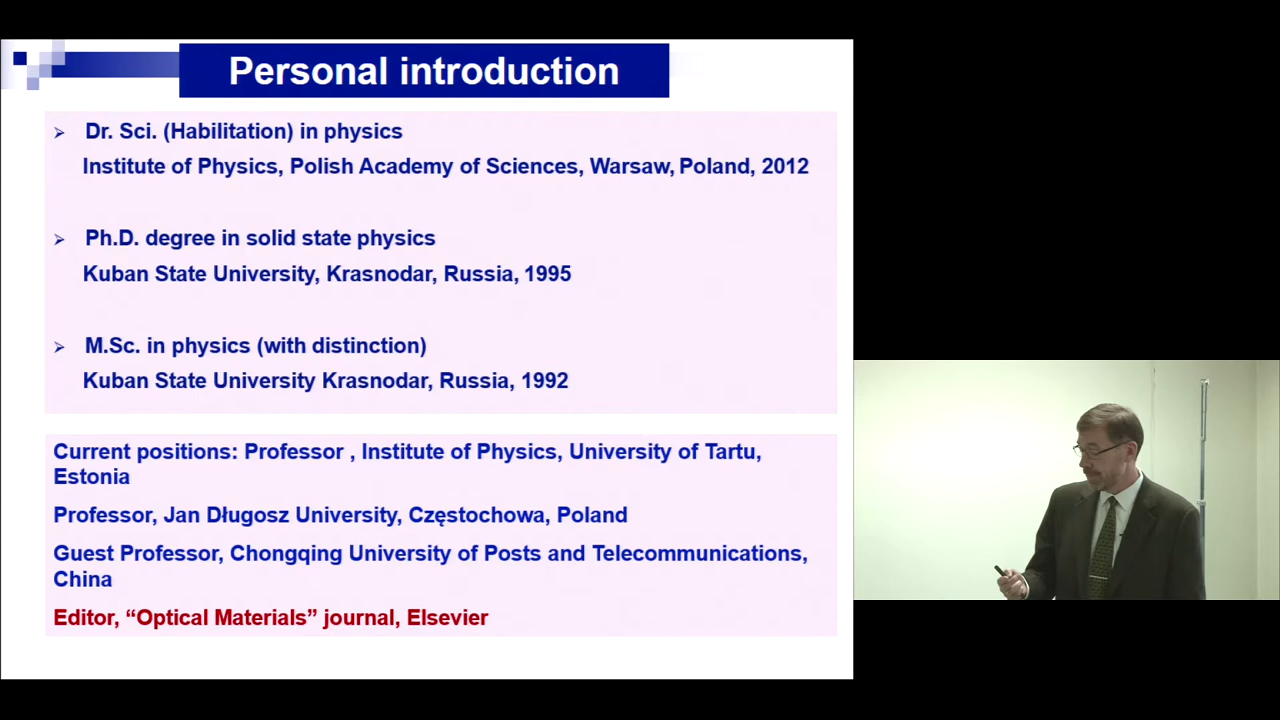 Personal introduction
Dr. Sci. (Habilitation) in physics
Institute of Physics, Polish Academy of Sciences, Warsaw, Poland, 2012
Ph.D. degree in solid state physics
Kuban State University, Krasnodar, Russia, 1995
M.Sc. in physics (with distinction)
Kuban State University Krasnodar, Russia, 1992
Current positions: Professor , Institute of Physics, University of Tartu,
Estonia
Professor, Jan Długosz University, Częstochowa, Poland
Guest Professor, Chongqing University of Posts and Telecommunications,
China
Editor, “Optical Materials” journal, Elsevier